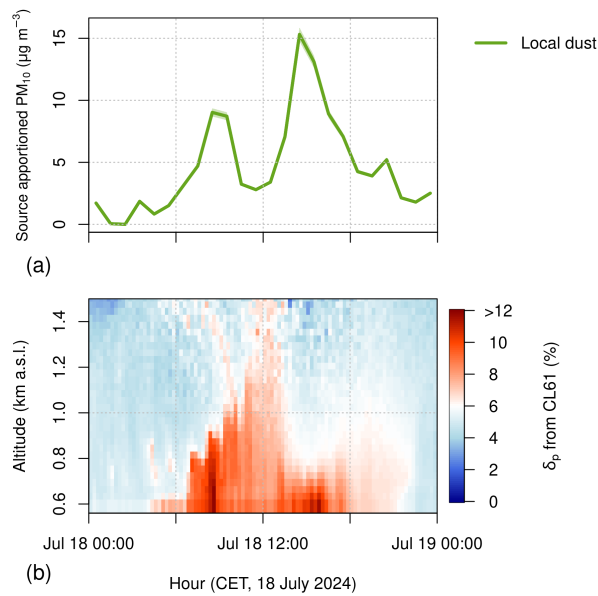 Source apportioned PM₁₀ (µg m⁻³)
15
10
5
0
Local dust
(a)
Altitude (km a.s.l.)
1.4
1.2
1.0
0.8
0.6
>12
10
8
6
4
2
0
δₚ from CL61 (%)
Jul 18 00:00 Jul 18 12:00 Jul 19 00:00
(b)
Hour (CET, 18 July 2024)